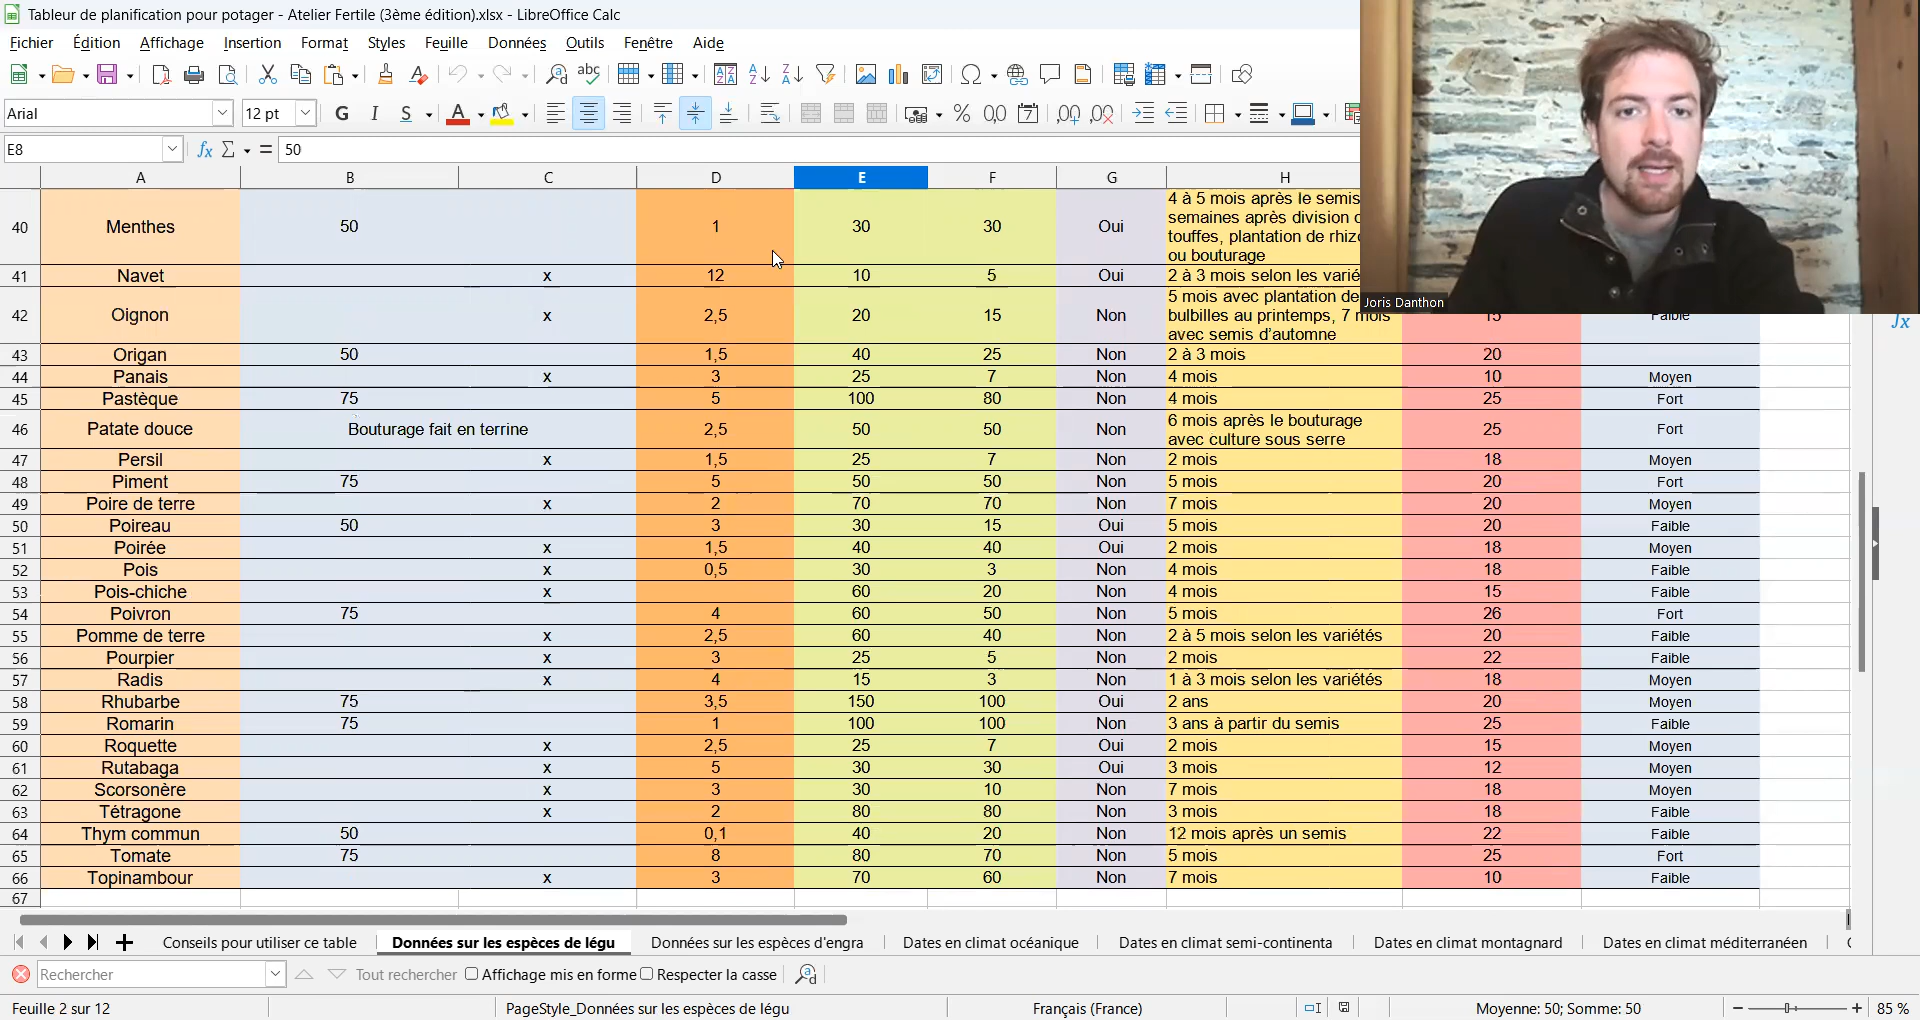 Tableur de planification pour potager - Atelier Fertile (3ème édition).xlsx - LibreOffice Calc
Fichier Édition Affichage Insertion Format Styles Feuille Données Outils Fenêtre Aide
Arial 12 pt G I S
E8 50
A B C D E F G H
40 Menthes 50 1 30 30 Oui 4 à 5 mois après le semis
semaines après division
touffes, plantation de
ou bouturage
41 Navet x 12 10 5 Oui 2 à 3 mois selon les
42 Oignon x 2,5 20 15 Non 5 mois avec plantation de 15 Faible
bulbilles au printemps, 7 mois
avec semis d'automne
43 Origan 50 1,5 40 25 Non 2 à 3 mois 20
44 Panais x 3 25 7 Non 4 mois 10 Moyen
45 Pastèque 75 5 100 80 Non 4 mois 25 Fort
46 Patate douce Bouturage fait en terrine 2,5 50 50 Non 6 mois après le bouturage 25 Fort
avec culture sous serre
47 Persil x 1,5 25 7 Non 2 mois 18 Moyen
48 Piment 75 5 50 50 Non 5 mois 20 Fort
49 Poire de terre x 2 70 70 Non 7 mois 20 Moyen
50 Poireau 50 3 30 15 Oui 5 mois 20 Faible
51 Poirée x 1,5 40 40 Oui 2 mois 18 Moyen
52 Pois x 0,5 30 3 Non 4 mois 18 Faible
53 Pois-chiche x 60 20 Non 4 mois 15 Faible
54 Poivron 75 4 60 50 Non 5 mois 26 Fort
55 Pomme de terre x 2,5 60 40 Non 2 à 5 mois selon les variétés 20 Faible
56 Pourpier x 3 25 5 Non 2 mois 22 Faible
57 Radis x 4 15 3 Non 1 à 3 mois selon les variétés 18 Moyen
58 Rhubarbe 75 3,5 150 100 Oui 2 ans 20 Moyen
59 Romarin 75 1 100 100 Non 3 ans à partir du semis 25 Faible
60 Roquette x 2,5 25 7 Oui 2 mois 15 Moyen
61 Rutabaga x 5 30 30 Oui 3 mois 12 Moyen
62 Scorsonère x 3 30 10 Non 7 mois 18 Moyen
63 Tétragone x 2 80 80 Non 3 mois 18 Faible
64 Thym commun 50 0,1 40 20 Non 12 mois après un semis 22 Faible
65 Tomate 75 8 80 70 Non 5 mois 25 Fort
66 Topinambour x 3 70 60 Non 7 mois 10 Faible
67
Joris Danthon
Conseils pour utiliser ce table Données sur les espèces de légu Données sur les espèces d'engra Dates en climat océanique Dates en climat semi-continenta Dates en climat montagnard Dates en climat méditerranéen
Rechercher Tout rechercher Affichage mis en forme Respecter la casse
Feuille 2 sur 12 PageStyle_Données sur les espèces de légu Français (France) Moyenne: 50; Somme: 50 85 %